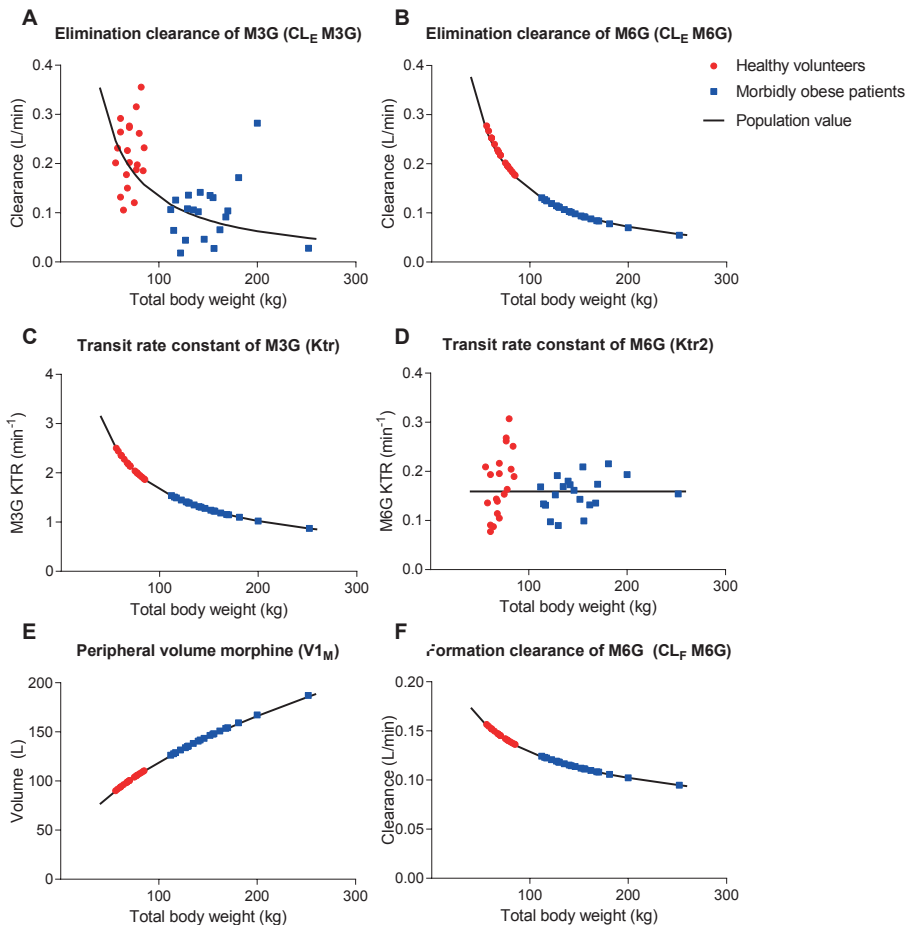 A
Elimination clearance of M3G (CL_E M3G)
Clearance (L/min)
0.4
0.3
0.2
0.1
0.0
100
200
300
Total body weight (kg)
B
Elimination clearance of M6G (CL_E M6G)
Clearance (L/min)
0.4
0.3
0.2
0.1
0.0
100
200
300
Total body weight (kg)
Healthy volunteers
Morbidly obese patients
Population value
C
Transit rate constant of M3G (Ktr)
M3G KTR (min⁻¹)
4
3
2
1
0
100
200
300
Total body weight (kg)
D
Transit rate constant of M6G (Ktr2)
M6G KTR (min⁻¹)
0.4
0.3
0.2
0.1
0.0
100
200
300
Total body weight (kg)
E
Peripheral volume morphine (V1_M)
Volume (L)
200
150
100
50
0
100
200
300
Total body weight (kg)
F
Formation clearance of M6G (CL_F M6G)
Clearance (L/min)
0.20
0.15
0.10
0.05
0.00
100
200
300
Total body weight (kg)